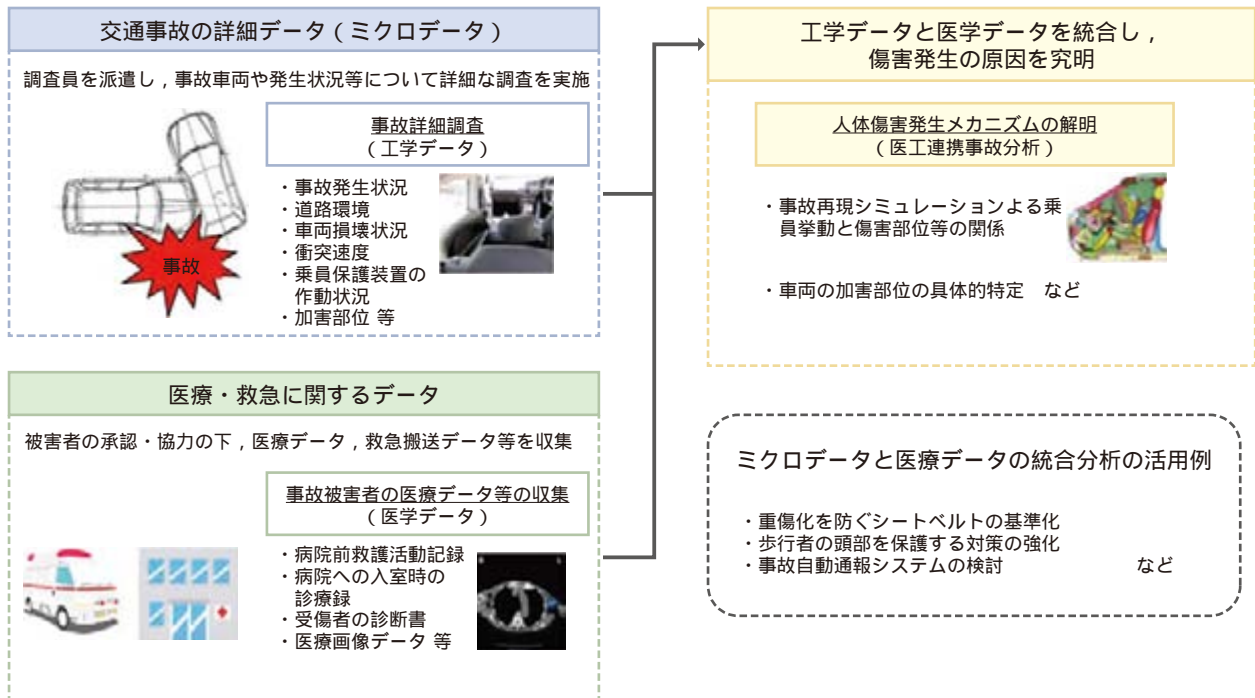 交通事故の詳細データ（ミクロデータ）
調査員を派遣し，事故車両や発生状況等について詳細な調査を実施
事故詳細調査
（工学データ）
・事故発生状況
・道路環境
・車両損壊状況
・衝突速度
・乗員保護装置の
作動状況
・加害部位 等
事故
医療・救急に関するデータ
被害者の承認・協力の下，医療データ，救急搬送データ等を収集
事故被害者の医療データ等の収集
（医学データ）
・病院前救護活動記録
・病院への入室時の
診療録
・受傷者の診断書
・医療画像データ 等
工学データと医学データを統合し，
傷害発生の原因を究明
人体傷害発生メカニズムの解明
（医工連携事故分析）
・事故再現シミュレーションよる乗
員挙動と傷害部位等の関係
・車両の加害部位の具体的特定　など
ミクロデータと医療データの統合分析の活用例
・重傷化を防ぐシートベルトの基準化
・歩行者の頭部を保護する対策の強化
・事故自動通報システムの検討　など